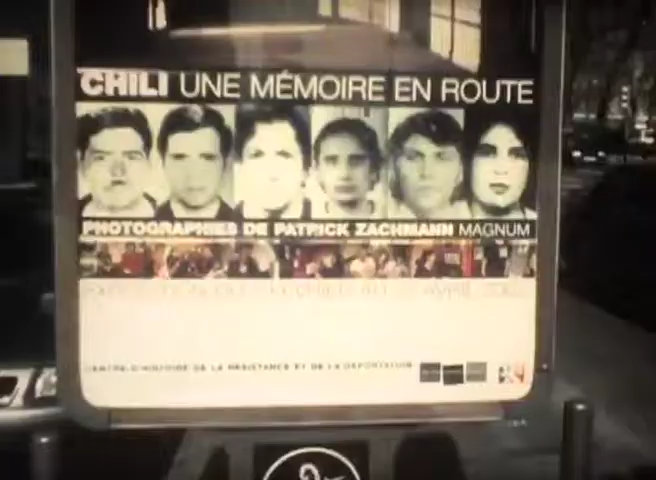 CHILI UNE MÉMOIRE EN ROUTE
PHOTOGRAPHIES DE PATRICK ZACHMANN MAGNUM
CENTRE D'HISTOIRE DE LA RÉSISTANCE ET DE LA DÉPORTATION